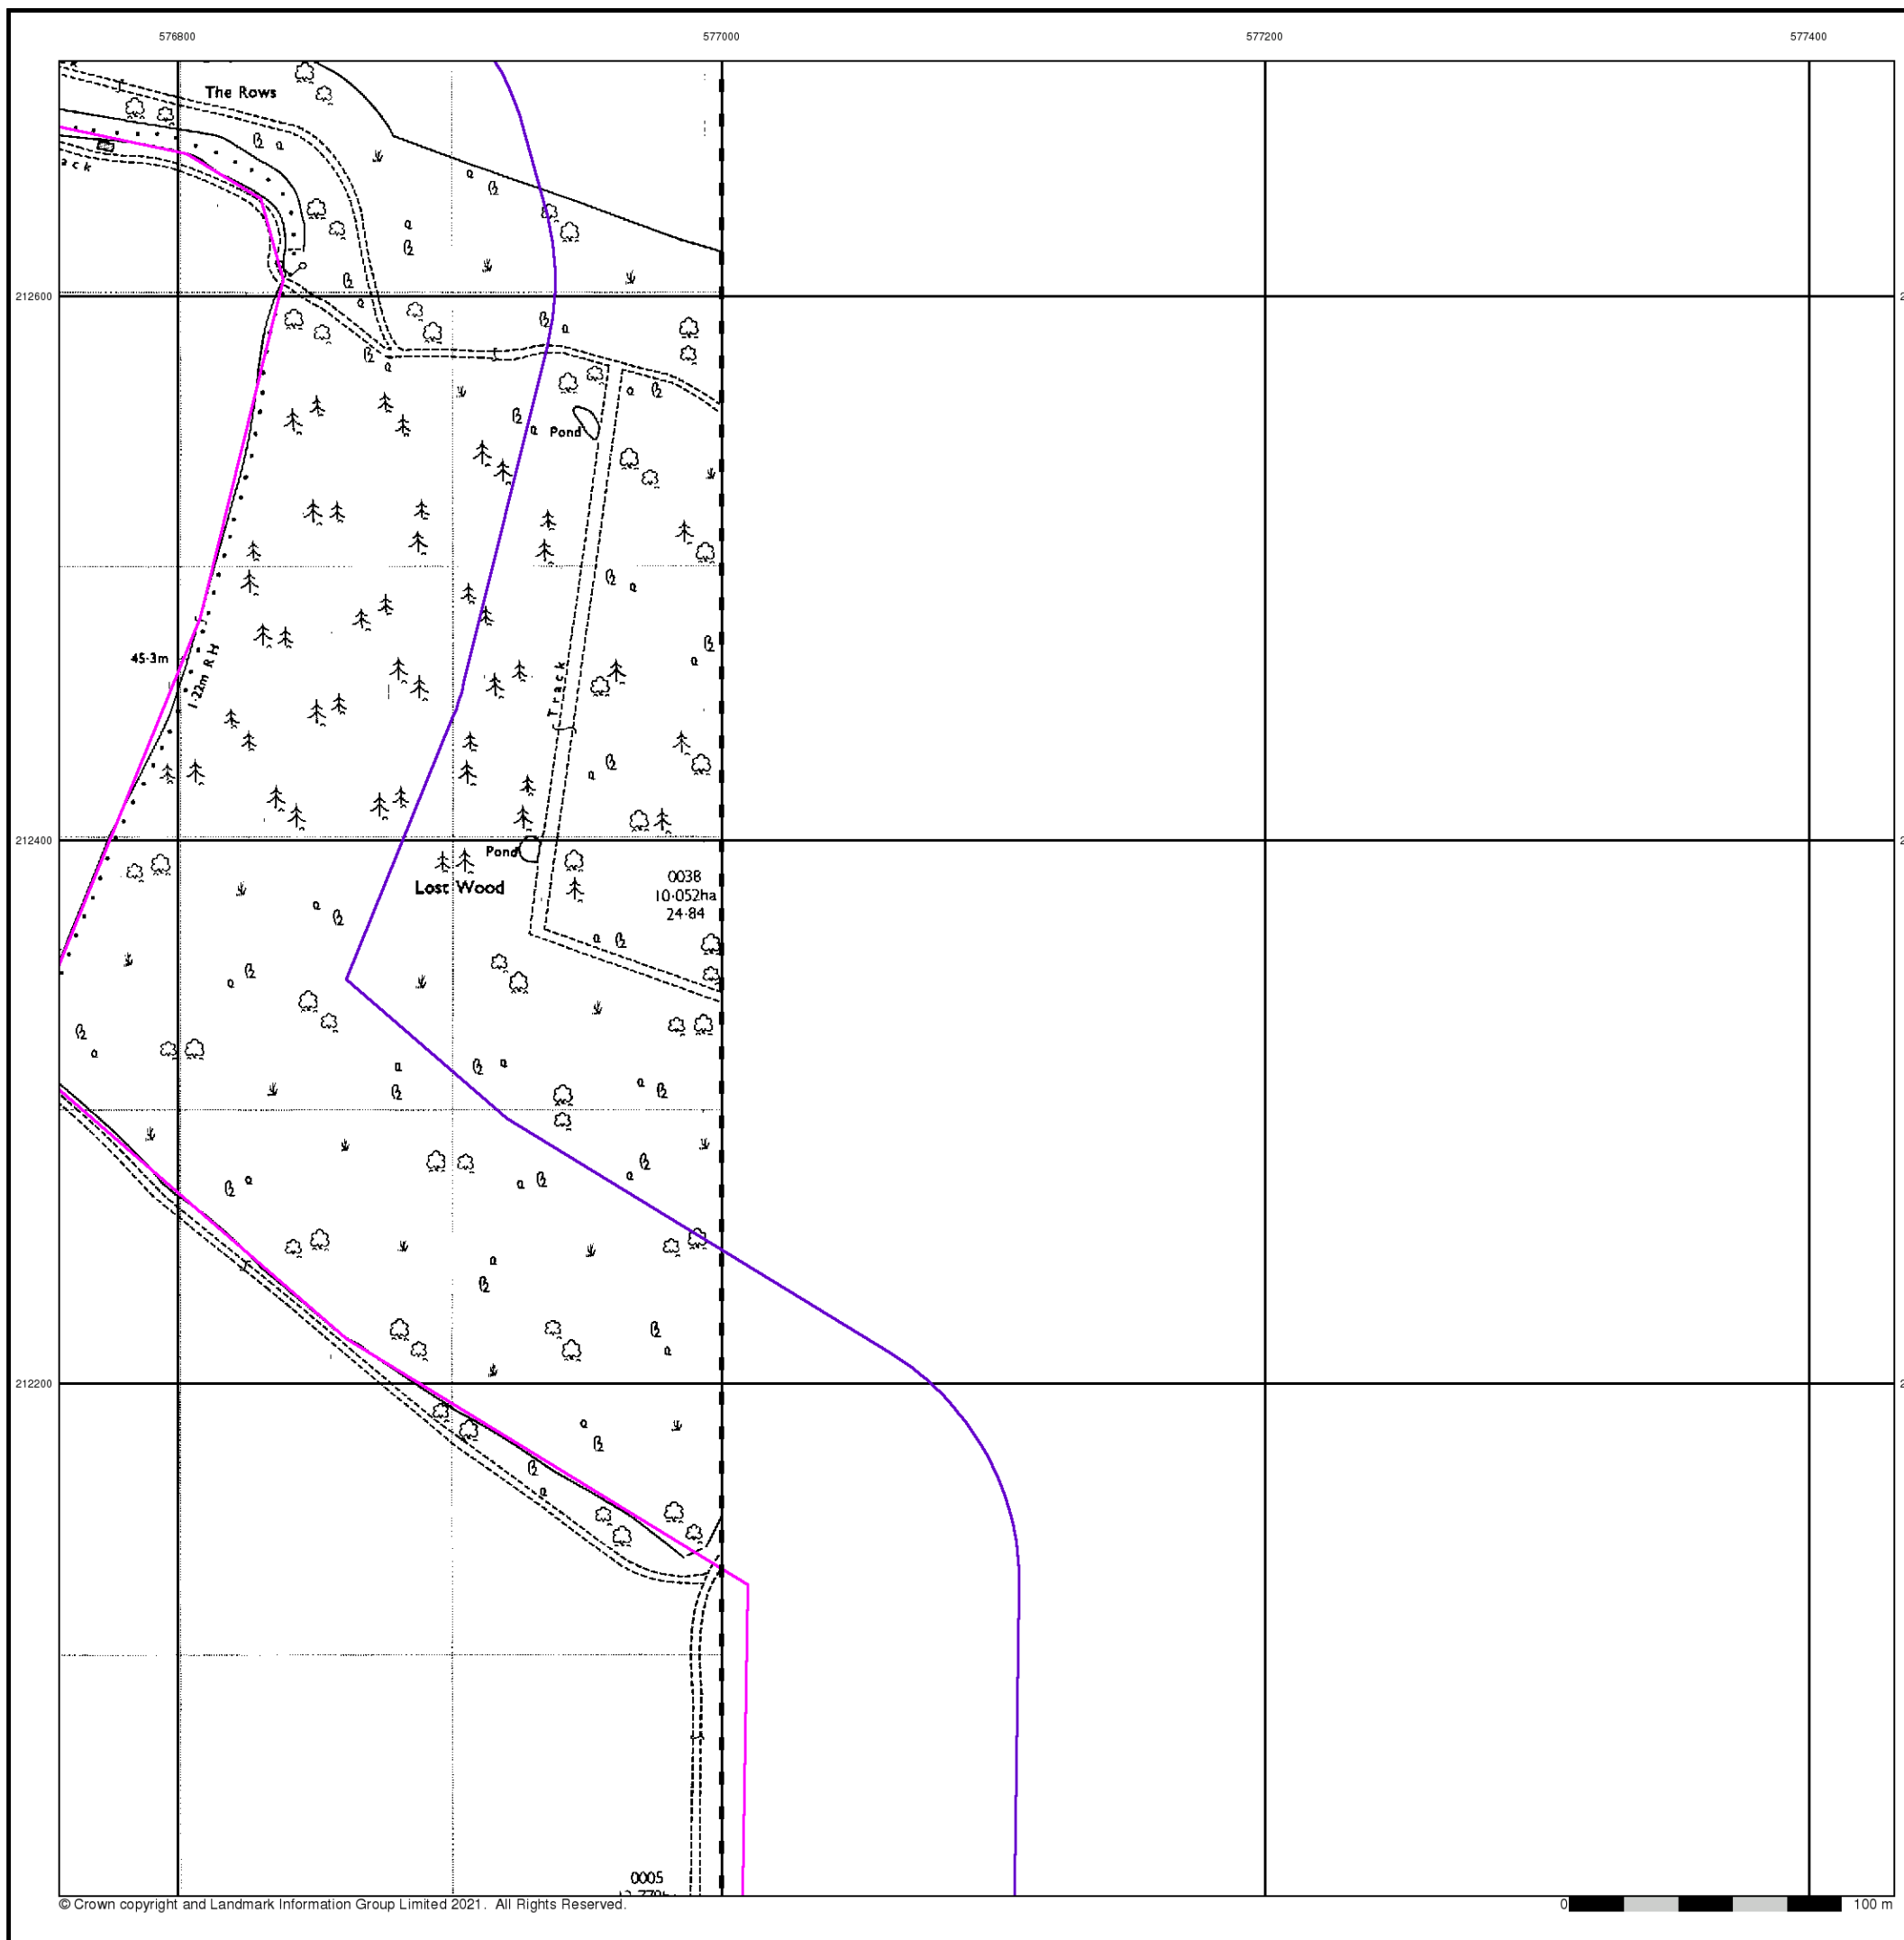 576800 577000 577200 577400
The Rows
ack
212600
Pond
Track
45·3m
1·22m RH
212400
Pond
Lost Wood
0038
10·052ha
24·84
212200
0005
© Crown copyright and Landmark Information Group Limited 2021. All Rights Reserved.
0 100 m